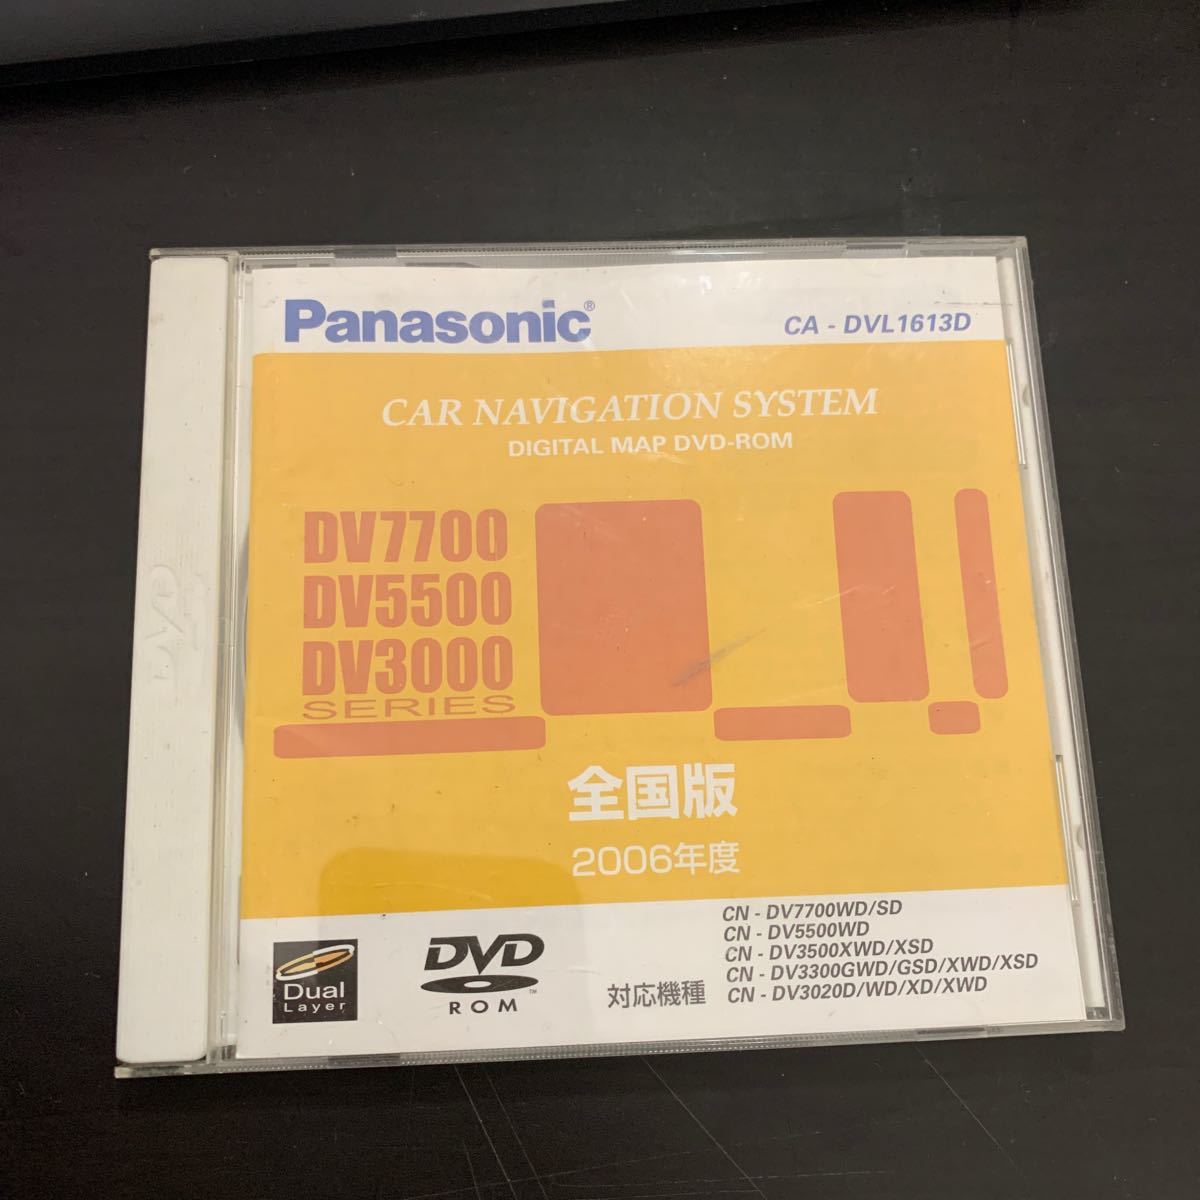 Panasonic®
CA - DVL1613D
CAR NAVIGATION SYSTEM
DIGITAL MAP DVD-ROM
DV7700
DV5500
DV3000
SERIES
全国版
2006年度
CN - DV7700WD/SD
CN - DV5500WD
CN - DV3500XWD/XSD
CN - DV3300GWD/GSD/XWD/XSD
対応機種 CN - DV3020D/WD/XD/XWD
Dual
Layer
DVD
ROM™
DVD